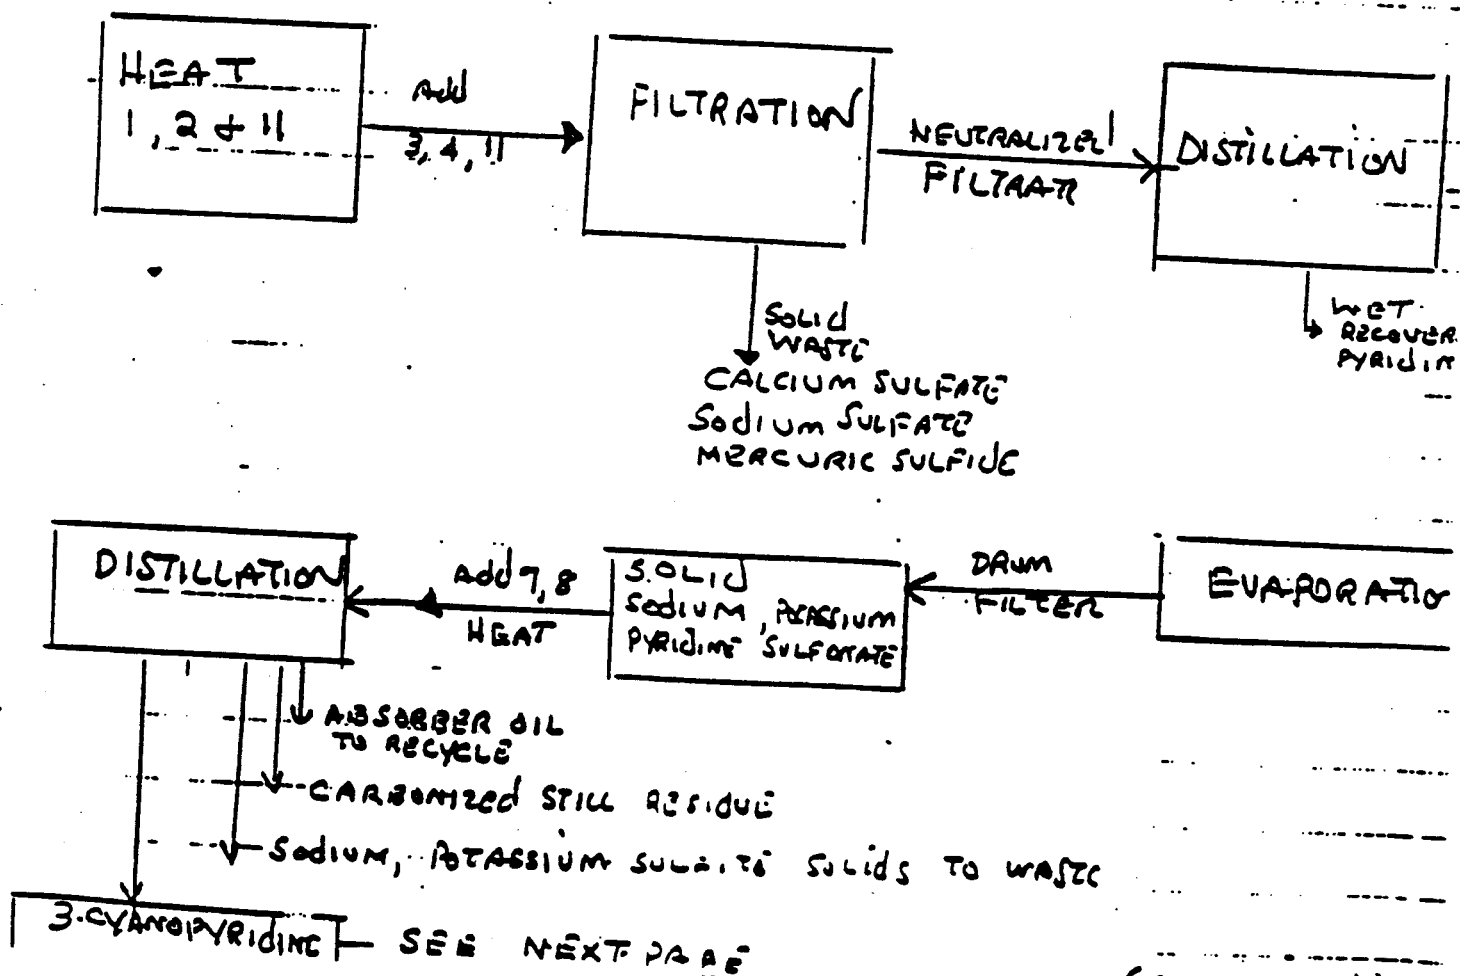 HEAT
1, 2 & 11
Add
3, 4, 11
FILTRATION
NEUTRALIZED
FILTRATE
DISTILLATION
SOLID
WASTE
CALCIUM SULFATE
SODIUM SULFATE
MERCURIC SULFIDE
WET
RECOVER
PYRIDIN
EVAPORATIO
DRUM
FILTER
SOLID
SODIUM, POTASSIUM
PYRIDINE SULFONATE
Add 7, 8
HEAT
DISTILLATION
ABSORBER OIL
TO RECYCLE
CARBONIZED STILL RESIDUE
SODIUM, POTASSIUM SULFITE SOLIDS TO WASTE
3-CYANOPYRIDINE
SEE NEXT PAGE